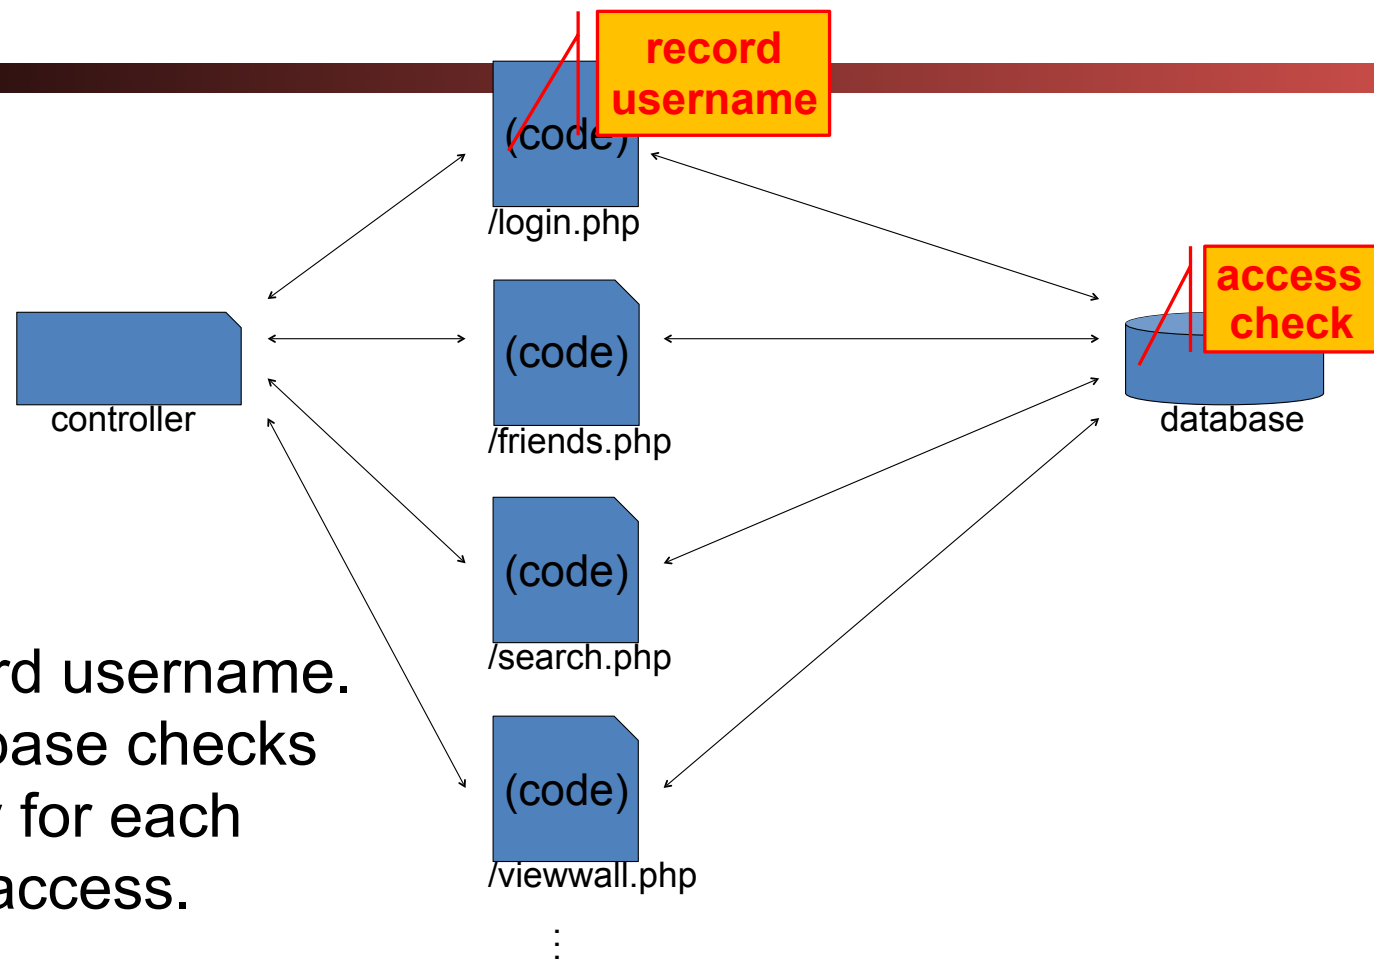 record
username
(code)
/login.php
access
check
(code)
controller
database
/friends.php
(code)
/search.php
rd username.
base checks
for each
access.
(code)
/viewwall.php